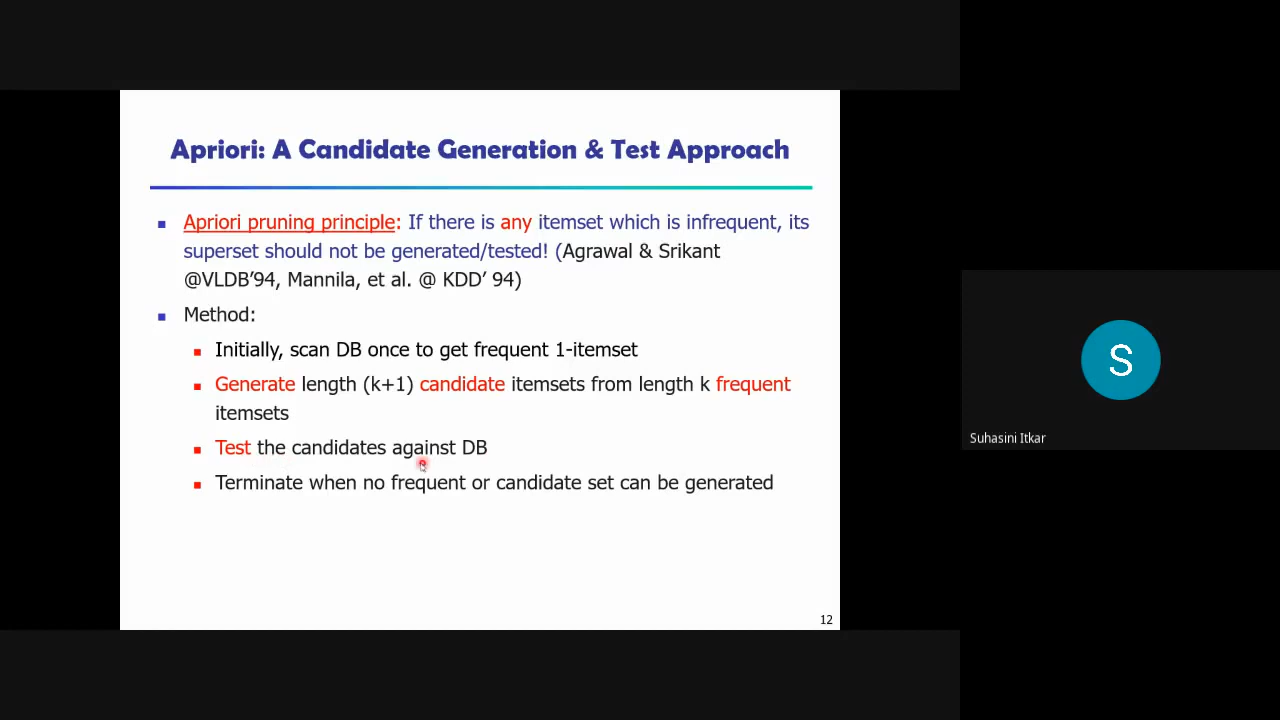 Apriori: A Candidate Generation & Test Approach
Apriori pruning principle: If there is any itemset which is infrequent, its
superset should not be generated/tested! (Agrawal & Srikant
@VLDB’94, Mannila, et al. @ KDD’ 94)
Method:
Initially, scan DB once to get frequent 1-itemset
Generate length (k+1) candidate itemsets from length k frequent
itemsets
Test the candidates against DB
Terminate when no frequent or candidate set can be generated
12
S
Suhasini Itkar